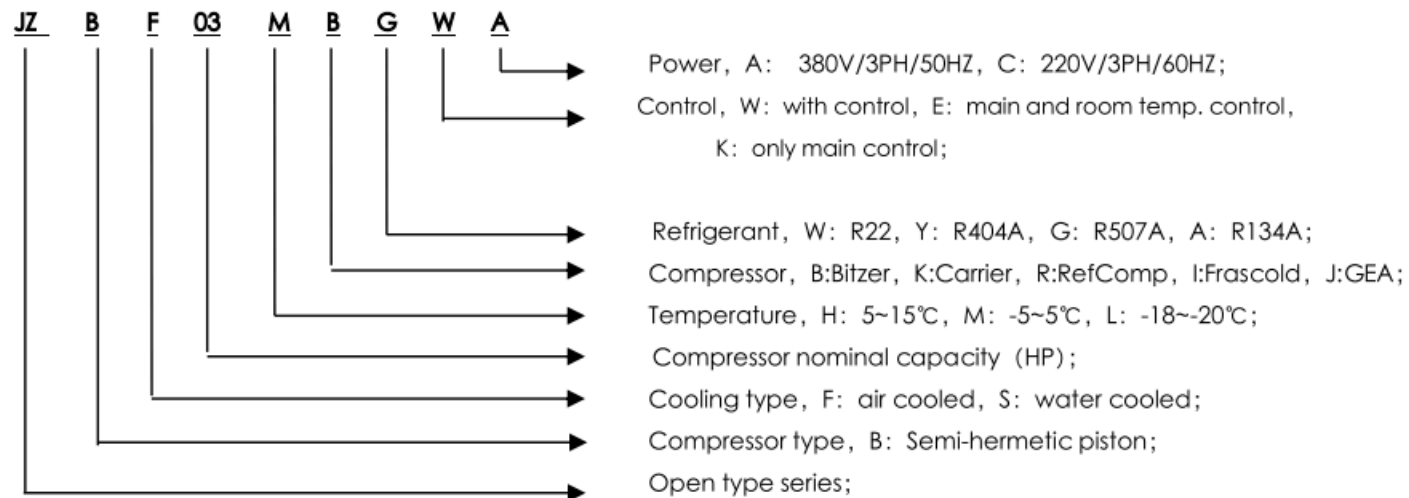 JZ B F 03 M B G W A
Power, A: 380V/3PH/50HZ, C: 220V/3PH/60HZ;
Control, W: with control, E: main and room temp. control,
K: only main control;
Refrigerant, W: R22, Y: R404A, G: R507A, A: R134A;
Compressor, B:Bitzer, K:Carrier, R:RefComp, I:Frascold, J:GEA;
Temperature, H: 5~15℃, M: -5~5℃, L: -18~-20℃;
Compressor nominal capacity (HP);
Cooling type, F: air cooled, S: water cooled;
Compressor type, B: Semi-hermetic piston;
Open type series;